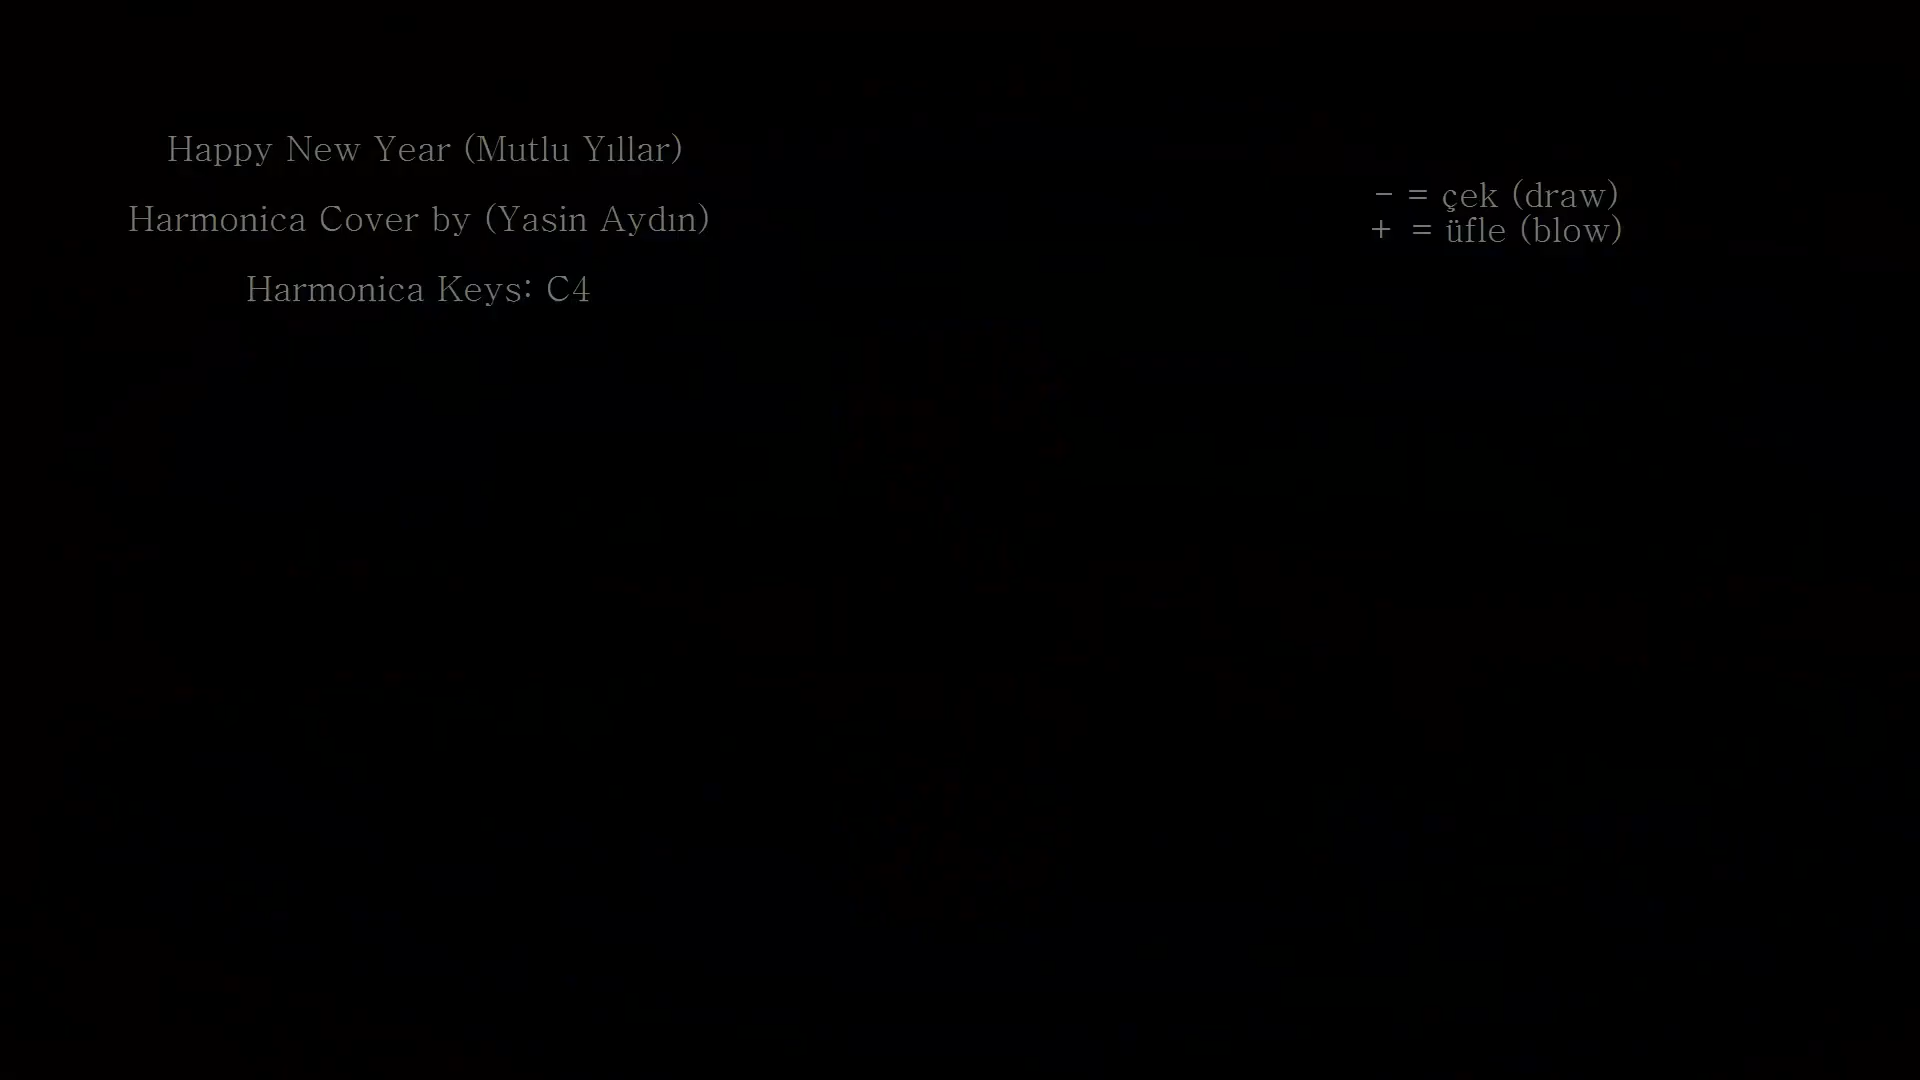 Happy New Year (Mutlu Yıllar)
Harmonica Cover by (Yasin Aydın)
Harmonica Keys: C4
- = çek (draw)
+ = üfle (blow)